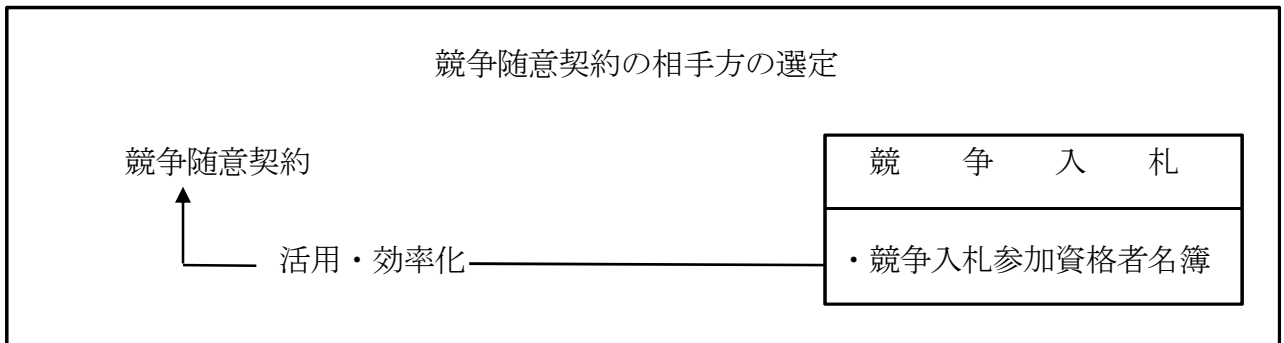 競争随意契約の相手方の選定
競争随意契約
競争入札
活用・効率化
・競争入札参加資格者名簿